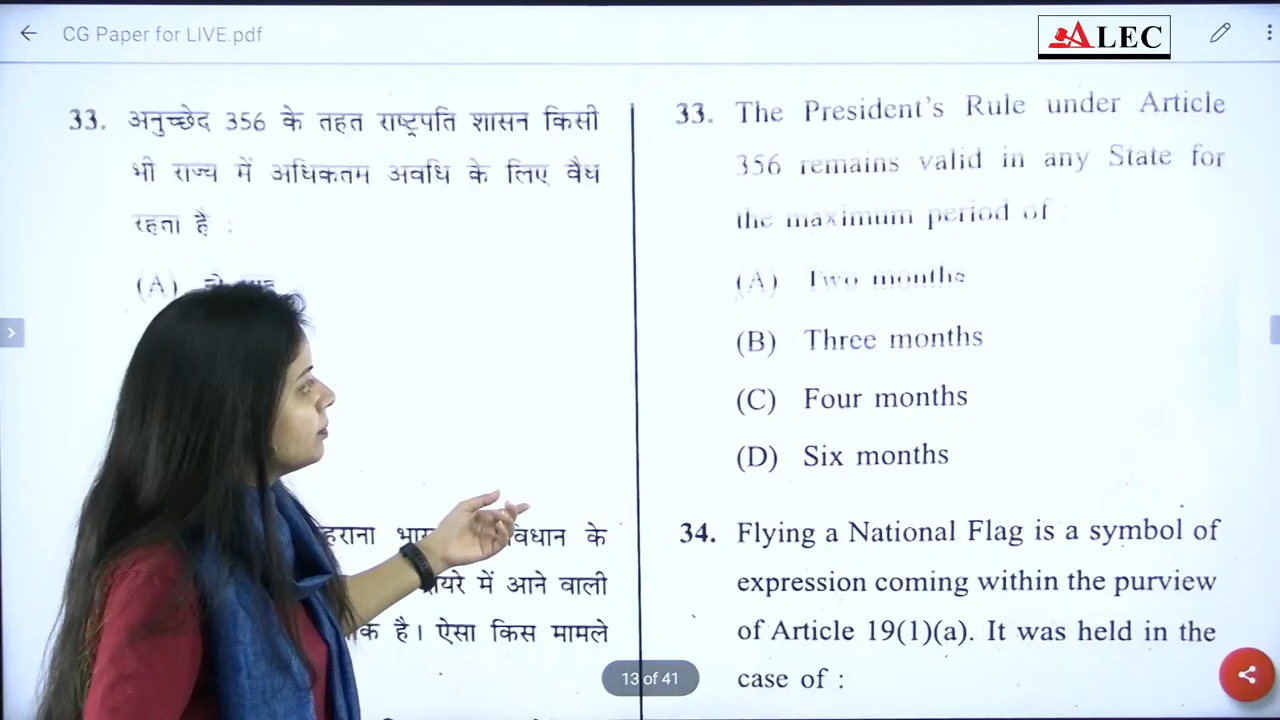 CG Paper for LIVE.pdf
ALEC
33. अनुच्छेद 356 के तहत राष्ट्रपति शासन किसी
भी राज्य में अधिकतम अवधि के लिए वैध
रहता है :
(A)
हराना
विधान के
में आने वाली
है। ऐसा किस मामले
33. The President's Rule under Article
356 remains valid in any State for
the maximum period of :
(A) Two months
(B) Three months
(C) Four months
(D) Six months
34. Flying a National Flag is a symbol of
expression coming within the purview
of Article 19(1)(a). It was held in the
case of :
13 of 41